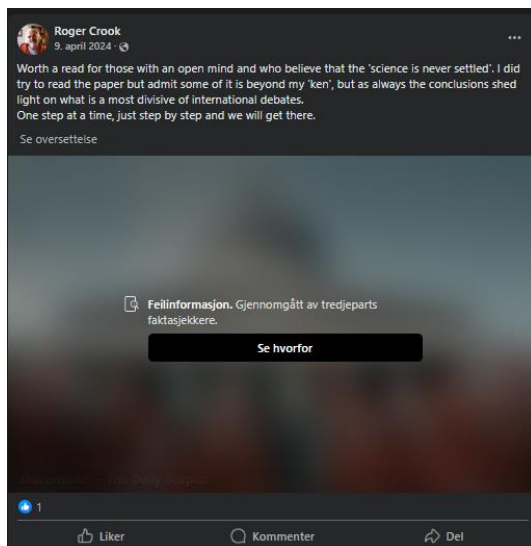 Roger Crook
9. april 2024 ·
Worth a read for those with an open mind and who believe that the 'science is never settled'. I did
try to read the paper but admit some of it is beyond my 'ken', but as always the conclusions shed
light on what is a most divisive of international debates.
One step at a time, just step by step and we will get there.
Se oversettelse
Feilinformasjon. Gjennomgått av tredjeparts
faktasjekkere.
Se hvorfor
1
Liker
Kommenter
Del